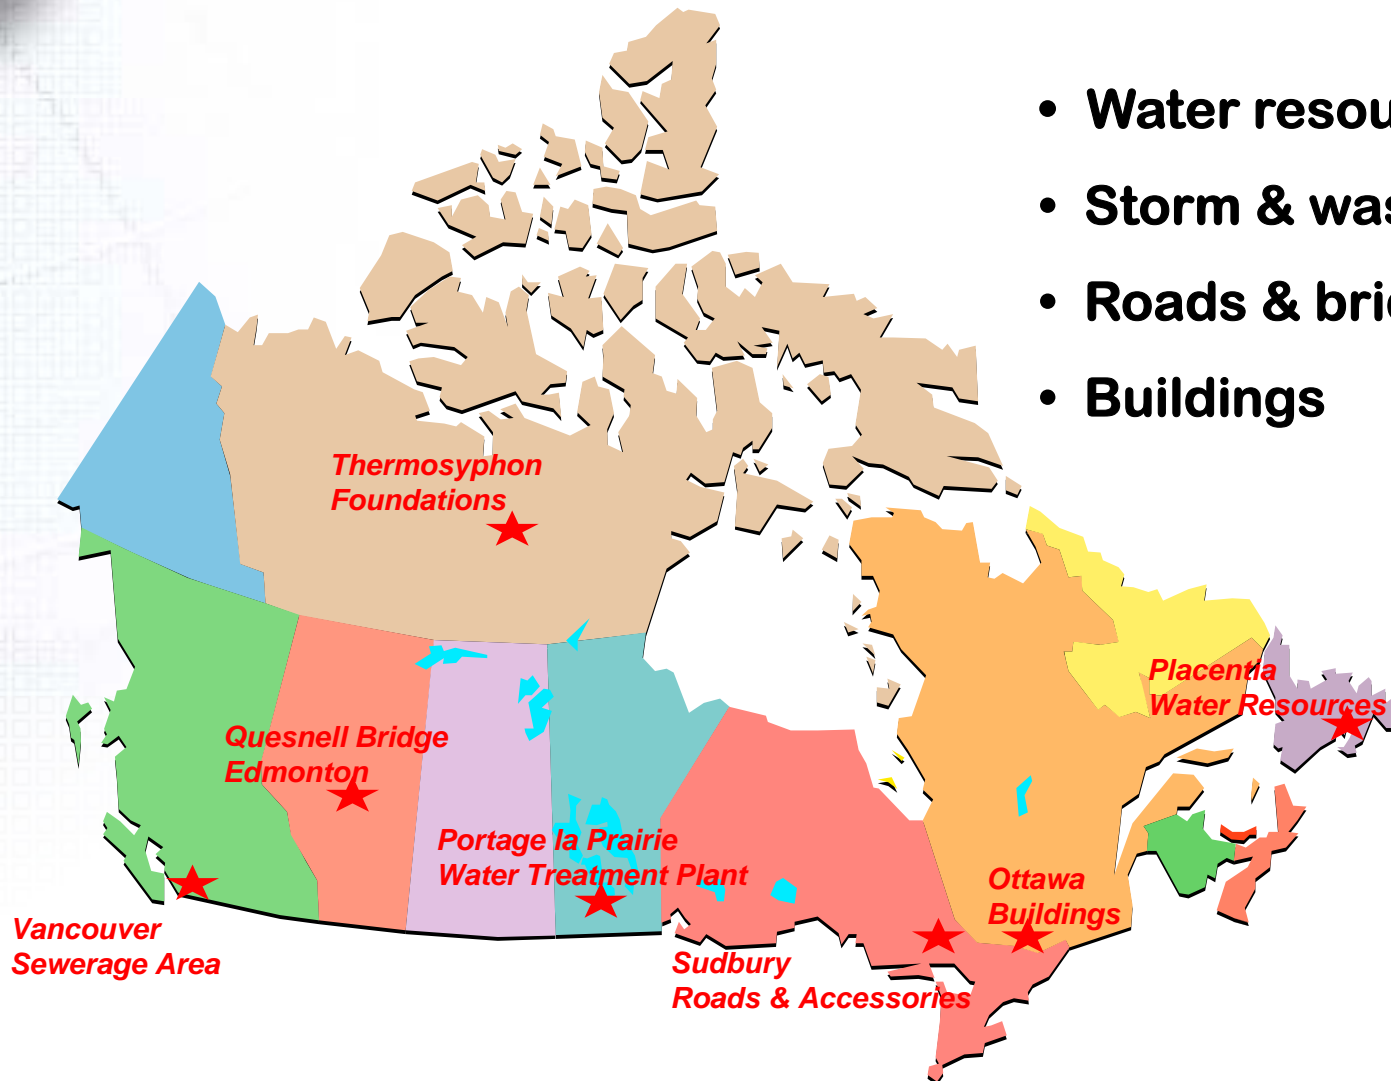 • Water resou
• Storm & was
• Roads & brid
• Buildings
Thermosyphon
Foundations
Placentia
Water Resources
Quesnell Bridge
Edmonton
Portage la Prairie
Water Treatment Plant
Ottawa
Buildings
Vancouver
Sewerage Area
Sudbury
Roads & Accessories